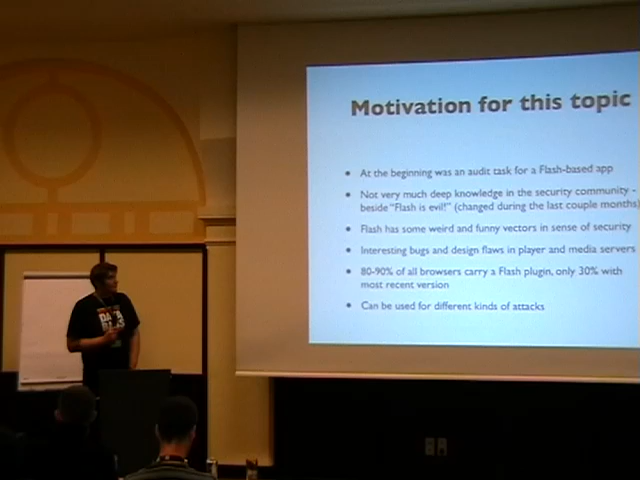 Motivation for this topic
• At the beginning was an audit task for a Flash-based app
• Not very much deep knowledge in the security community -
beside "Flash is evil!" (changed during the last couple months)
• Flash has some weird and funny vectors in sense of security
• Interesting bugs and design flaws in player and media servers
• 80-90% of all browsers carry a Flash plugin, only 30% with
most recent version
• Can be used for different kinds of attacks